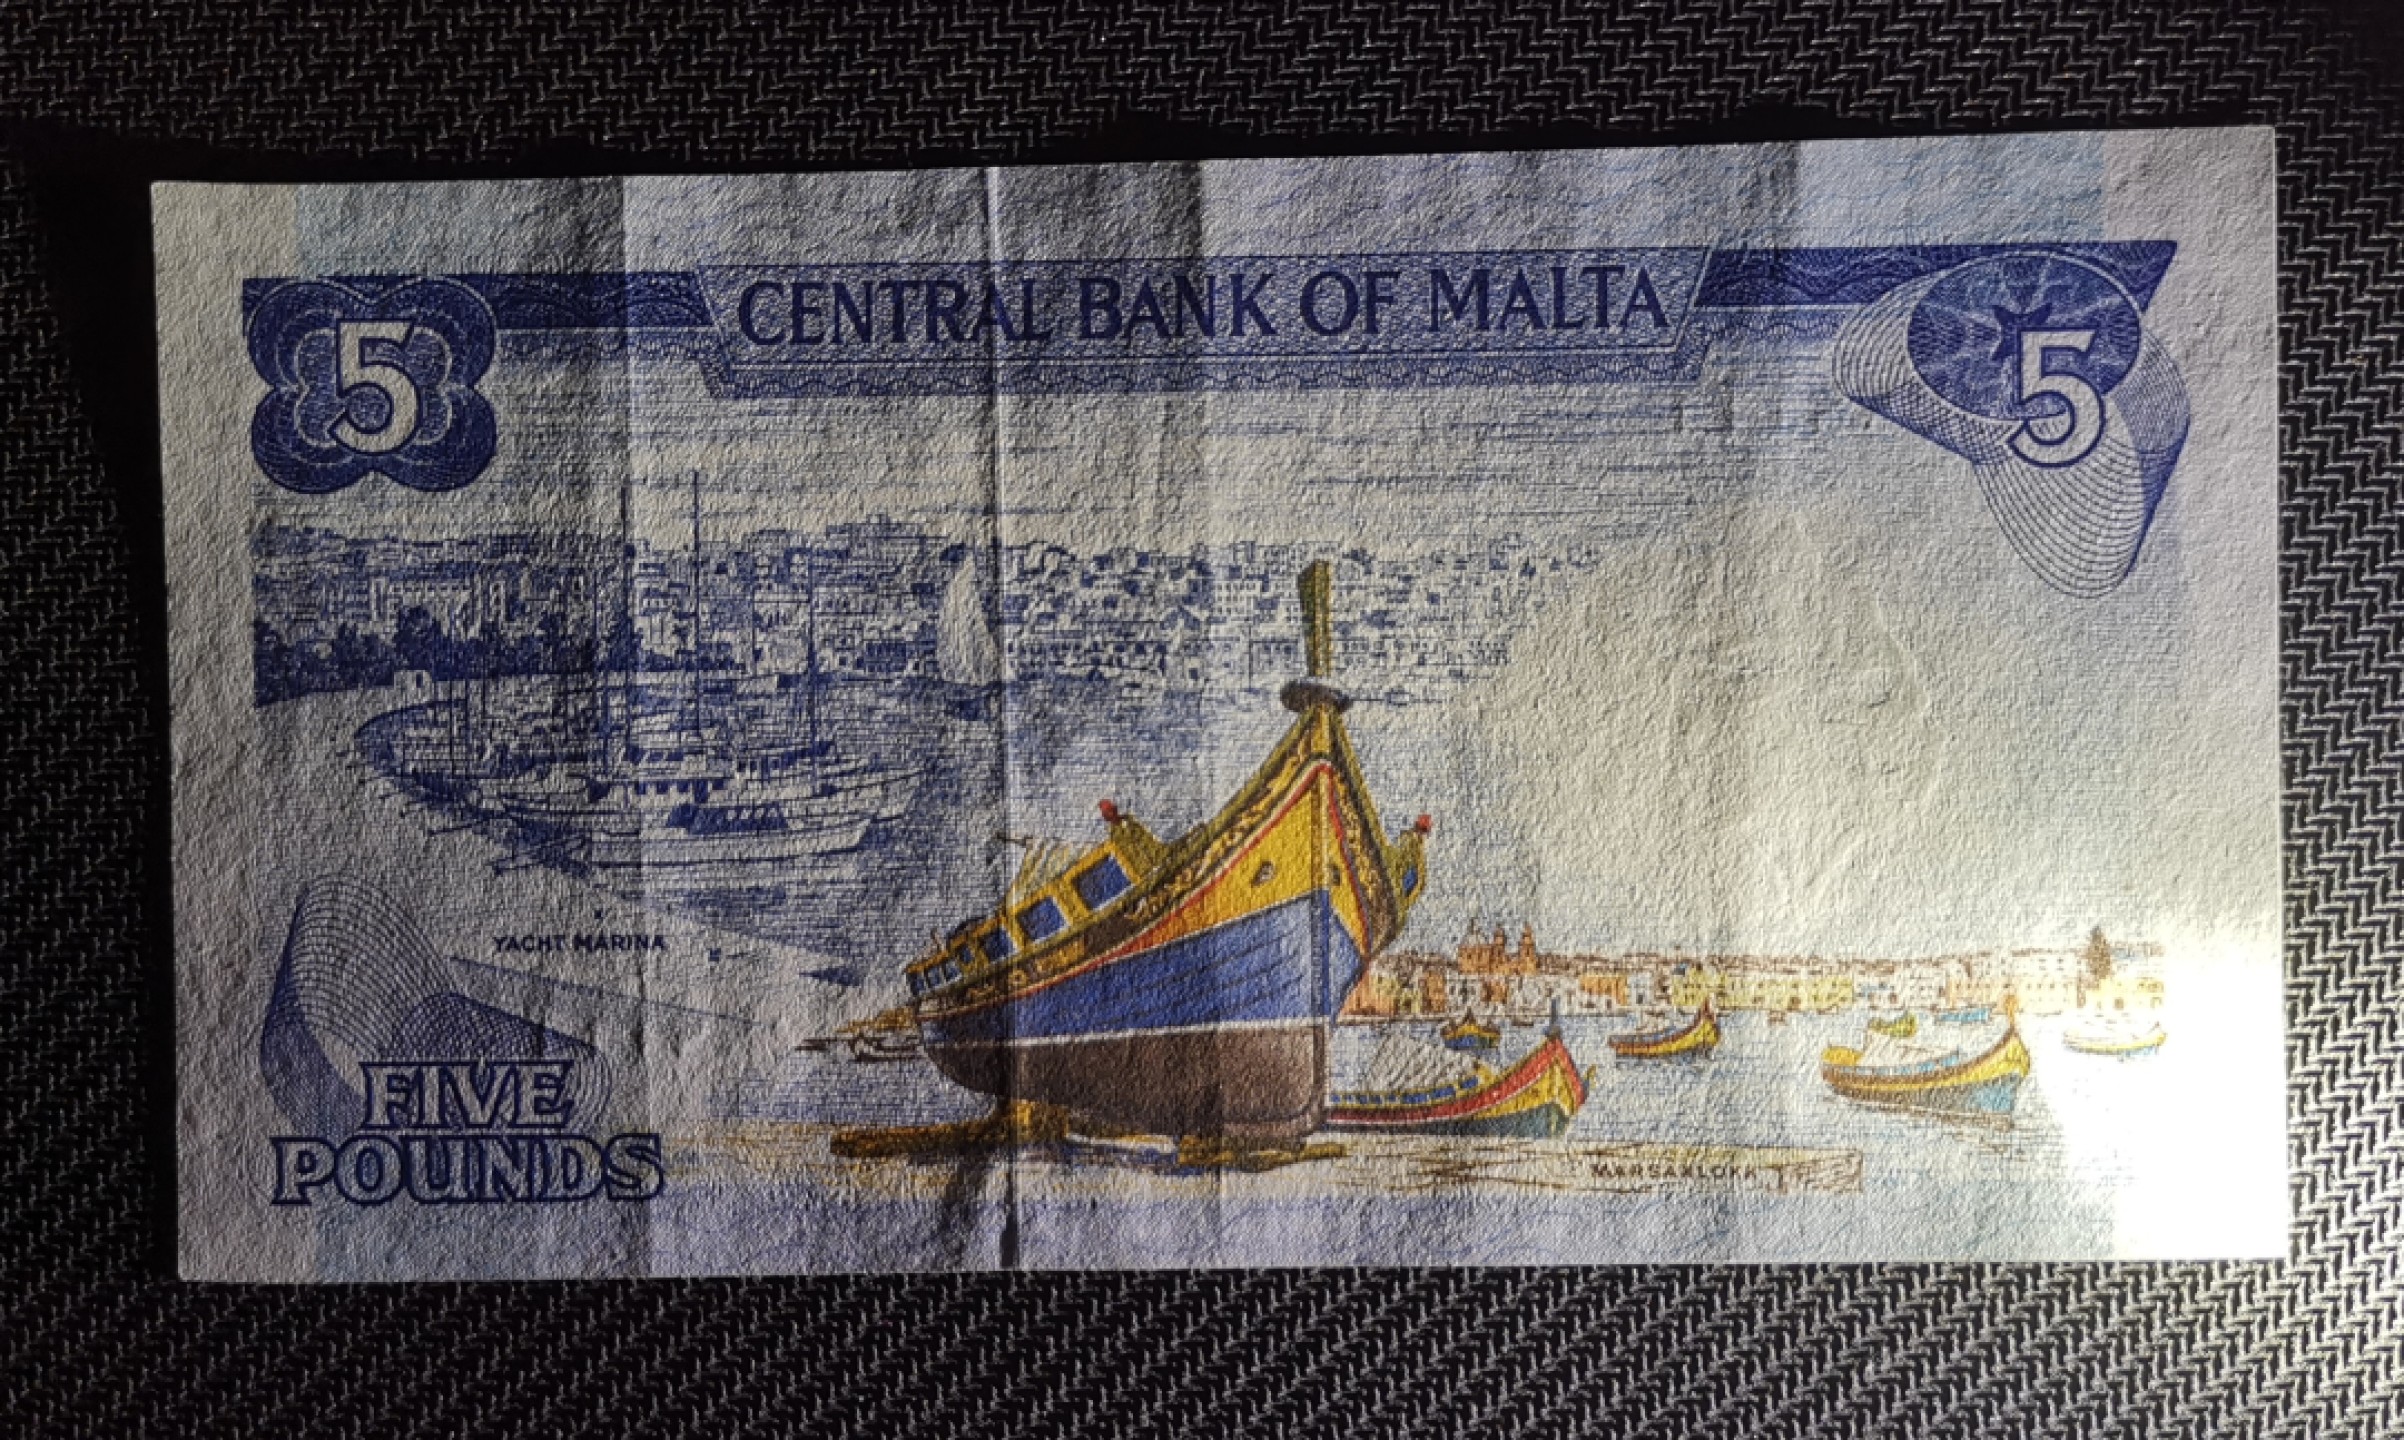 CENTRAL BANK OF MALTA
5
5
YACHT MARINA
FIVE
POUNDS
MARSAXLOKK